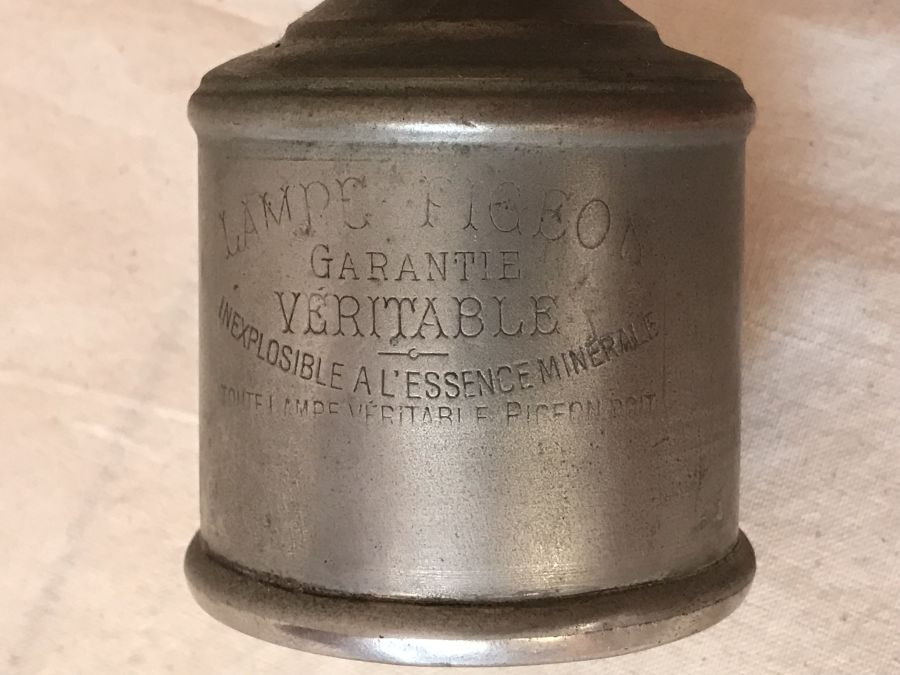 LAMPE PIGEON
GARANTIE
VÉRITABLE
INEXPLOSIBLE A L'ESSENCE MINÉRALE
TOUTE LAMPE VÉRITABLE PIGEON DOIT